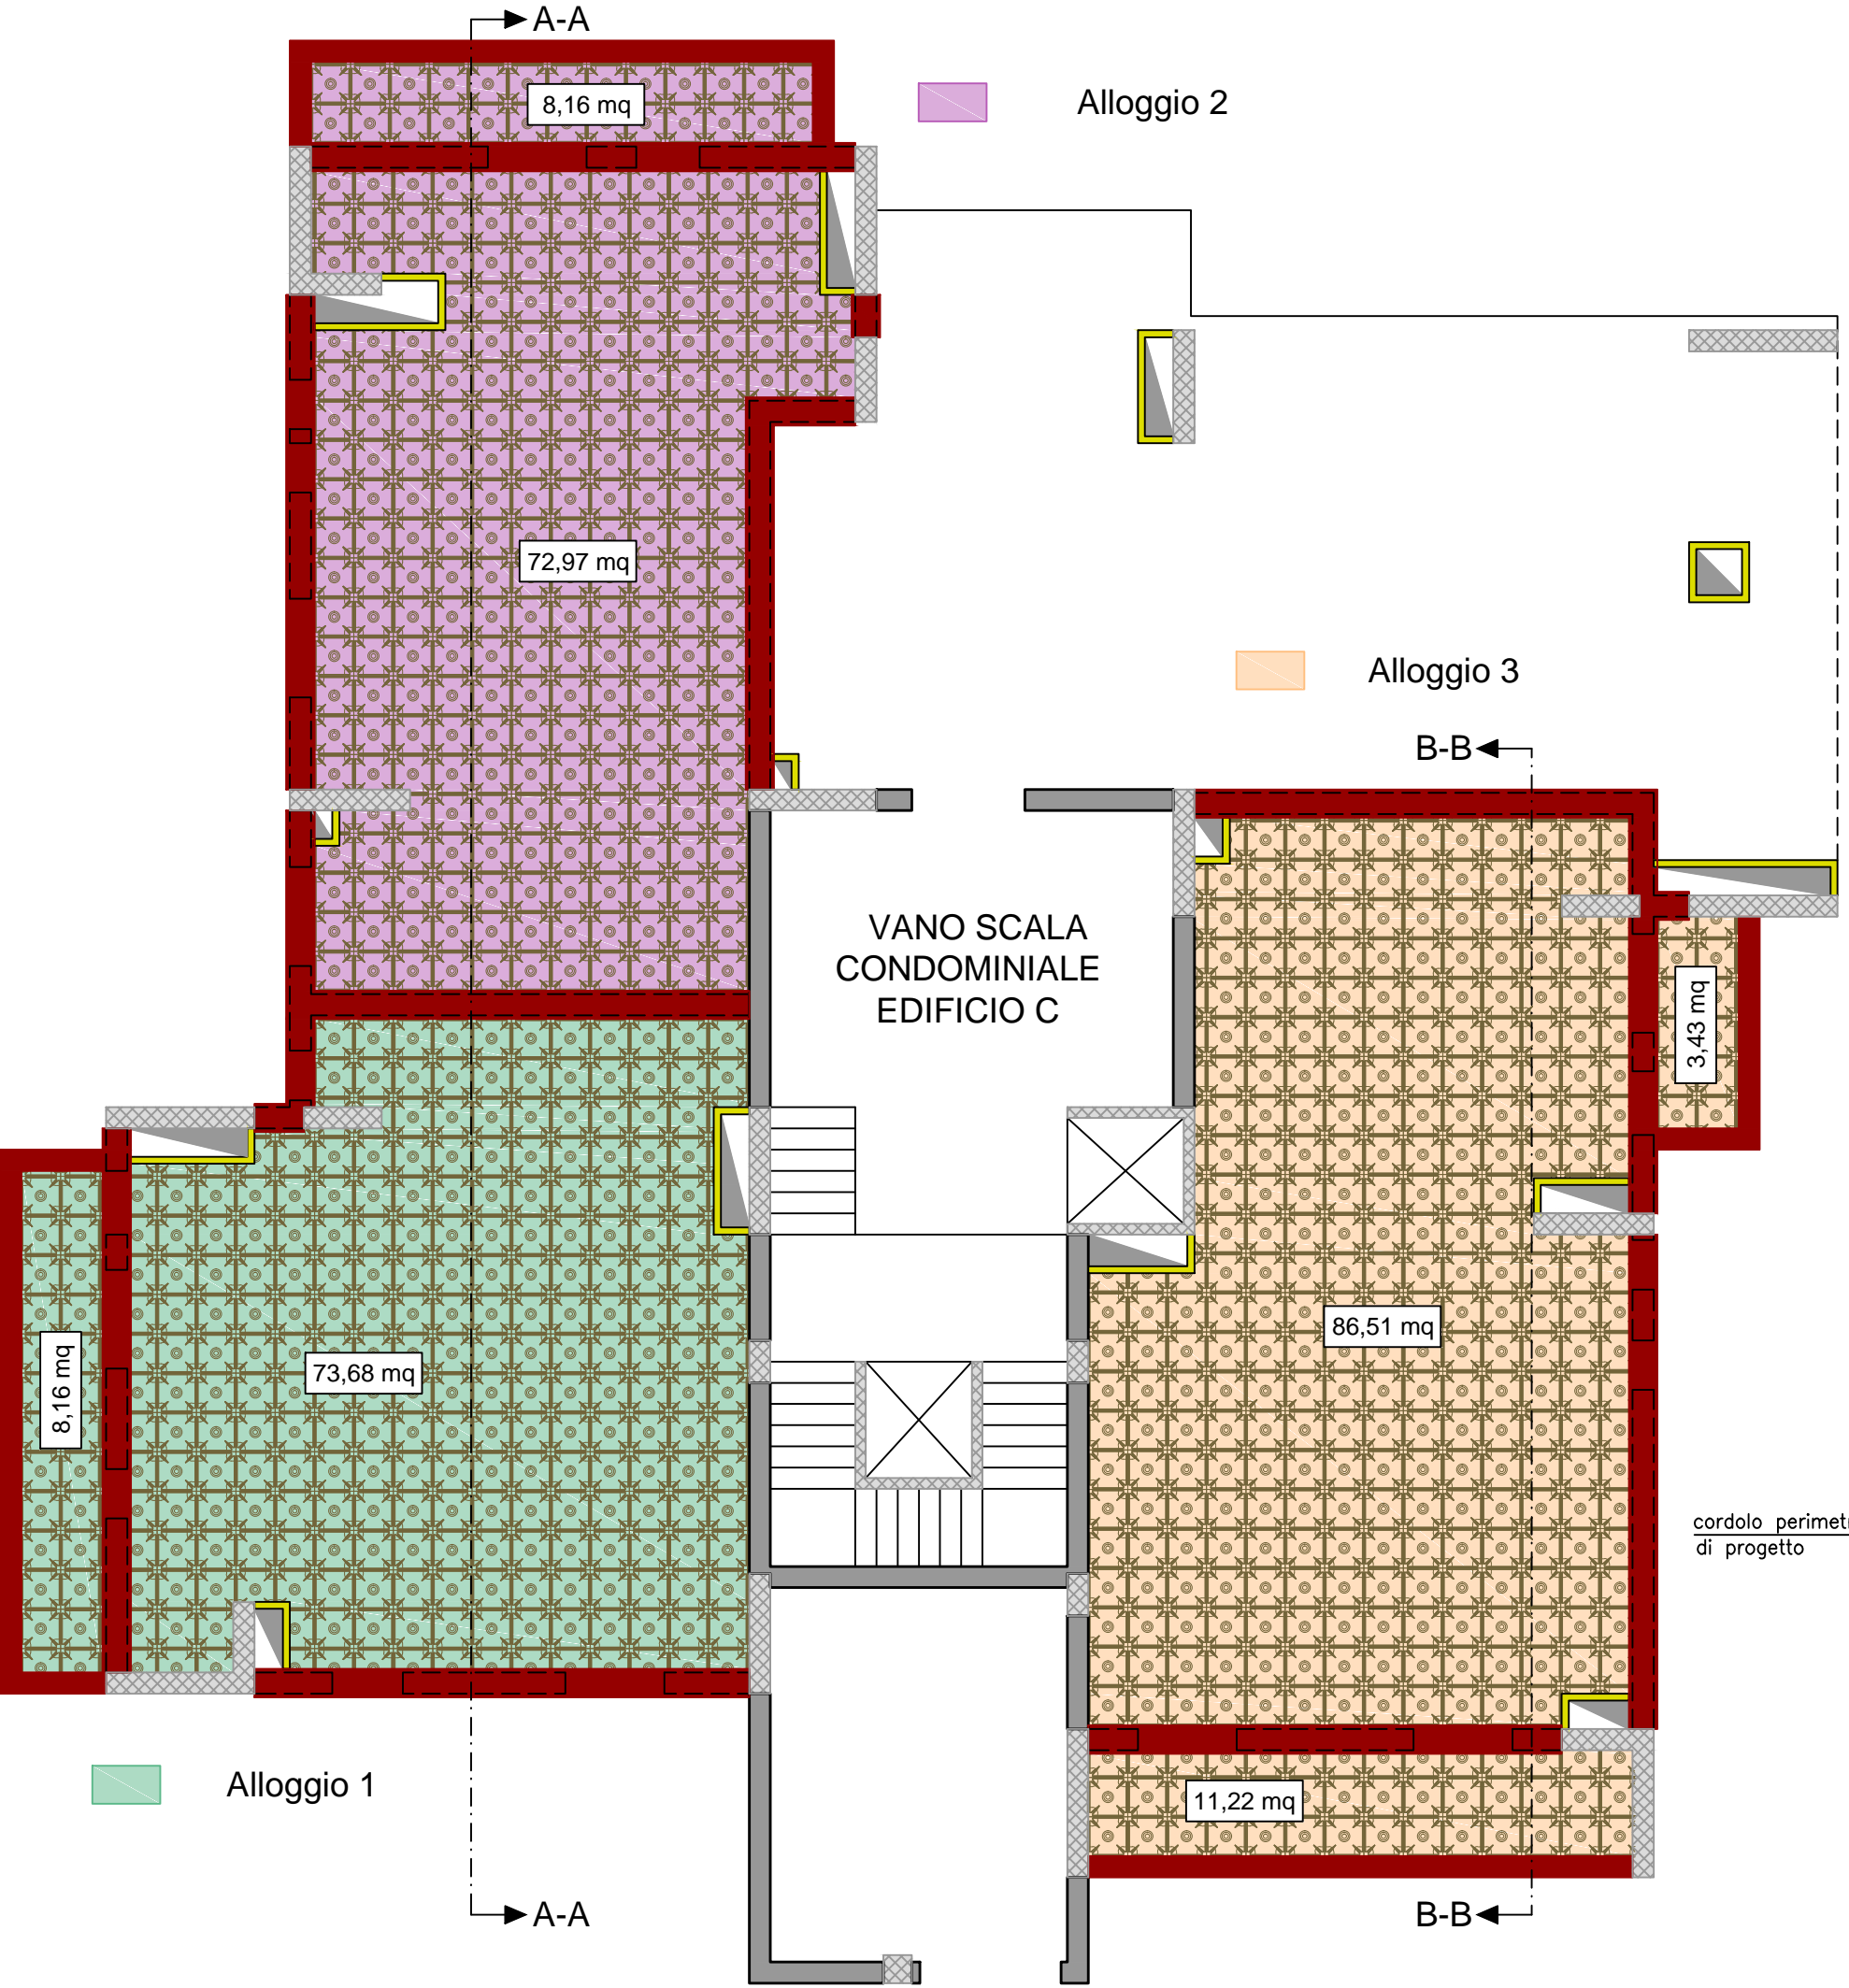 A-A
8,16 mq
Alloggio 2
72,97 mq
Alloggio 3
B-B
VANO SCALA
CONDOMINIALE
EDIFICIO C
3,43 mq
86,51 mq
8,16 mq
73,68 mq
cordolo
di progetto
Alloggio 1
11,22 mq
A-A
B-B